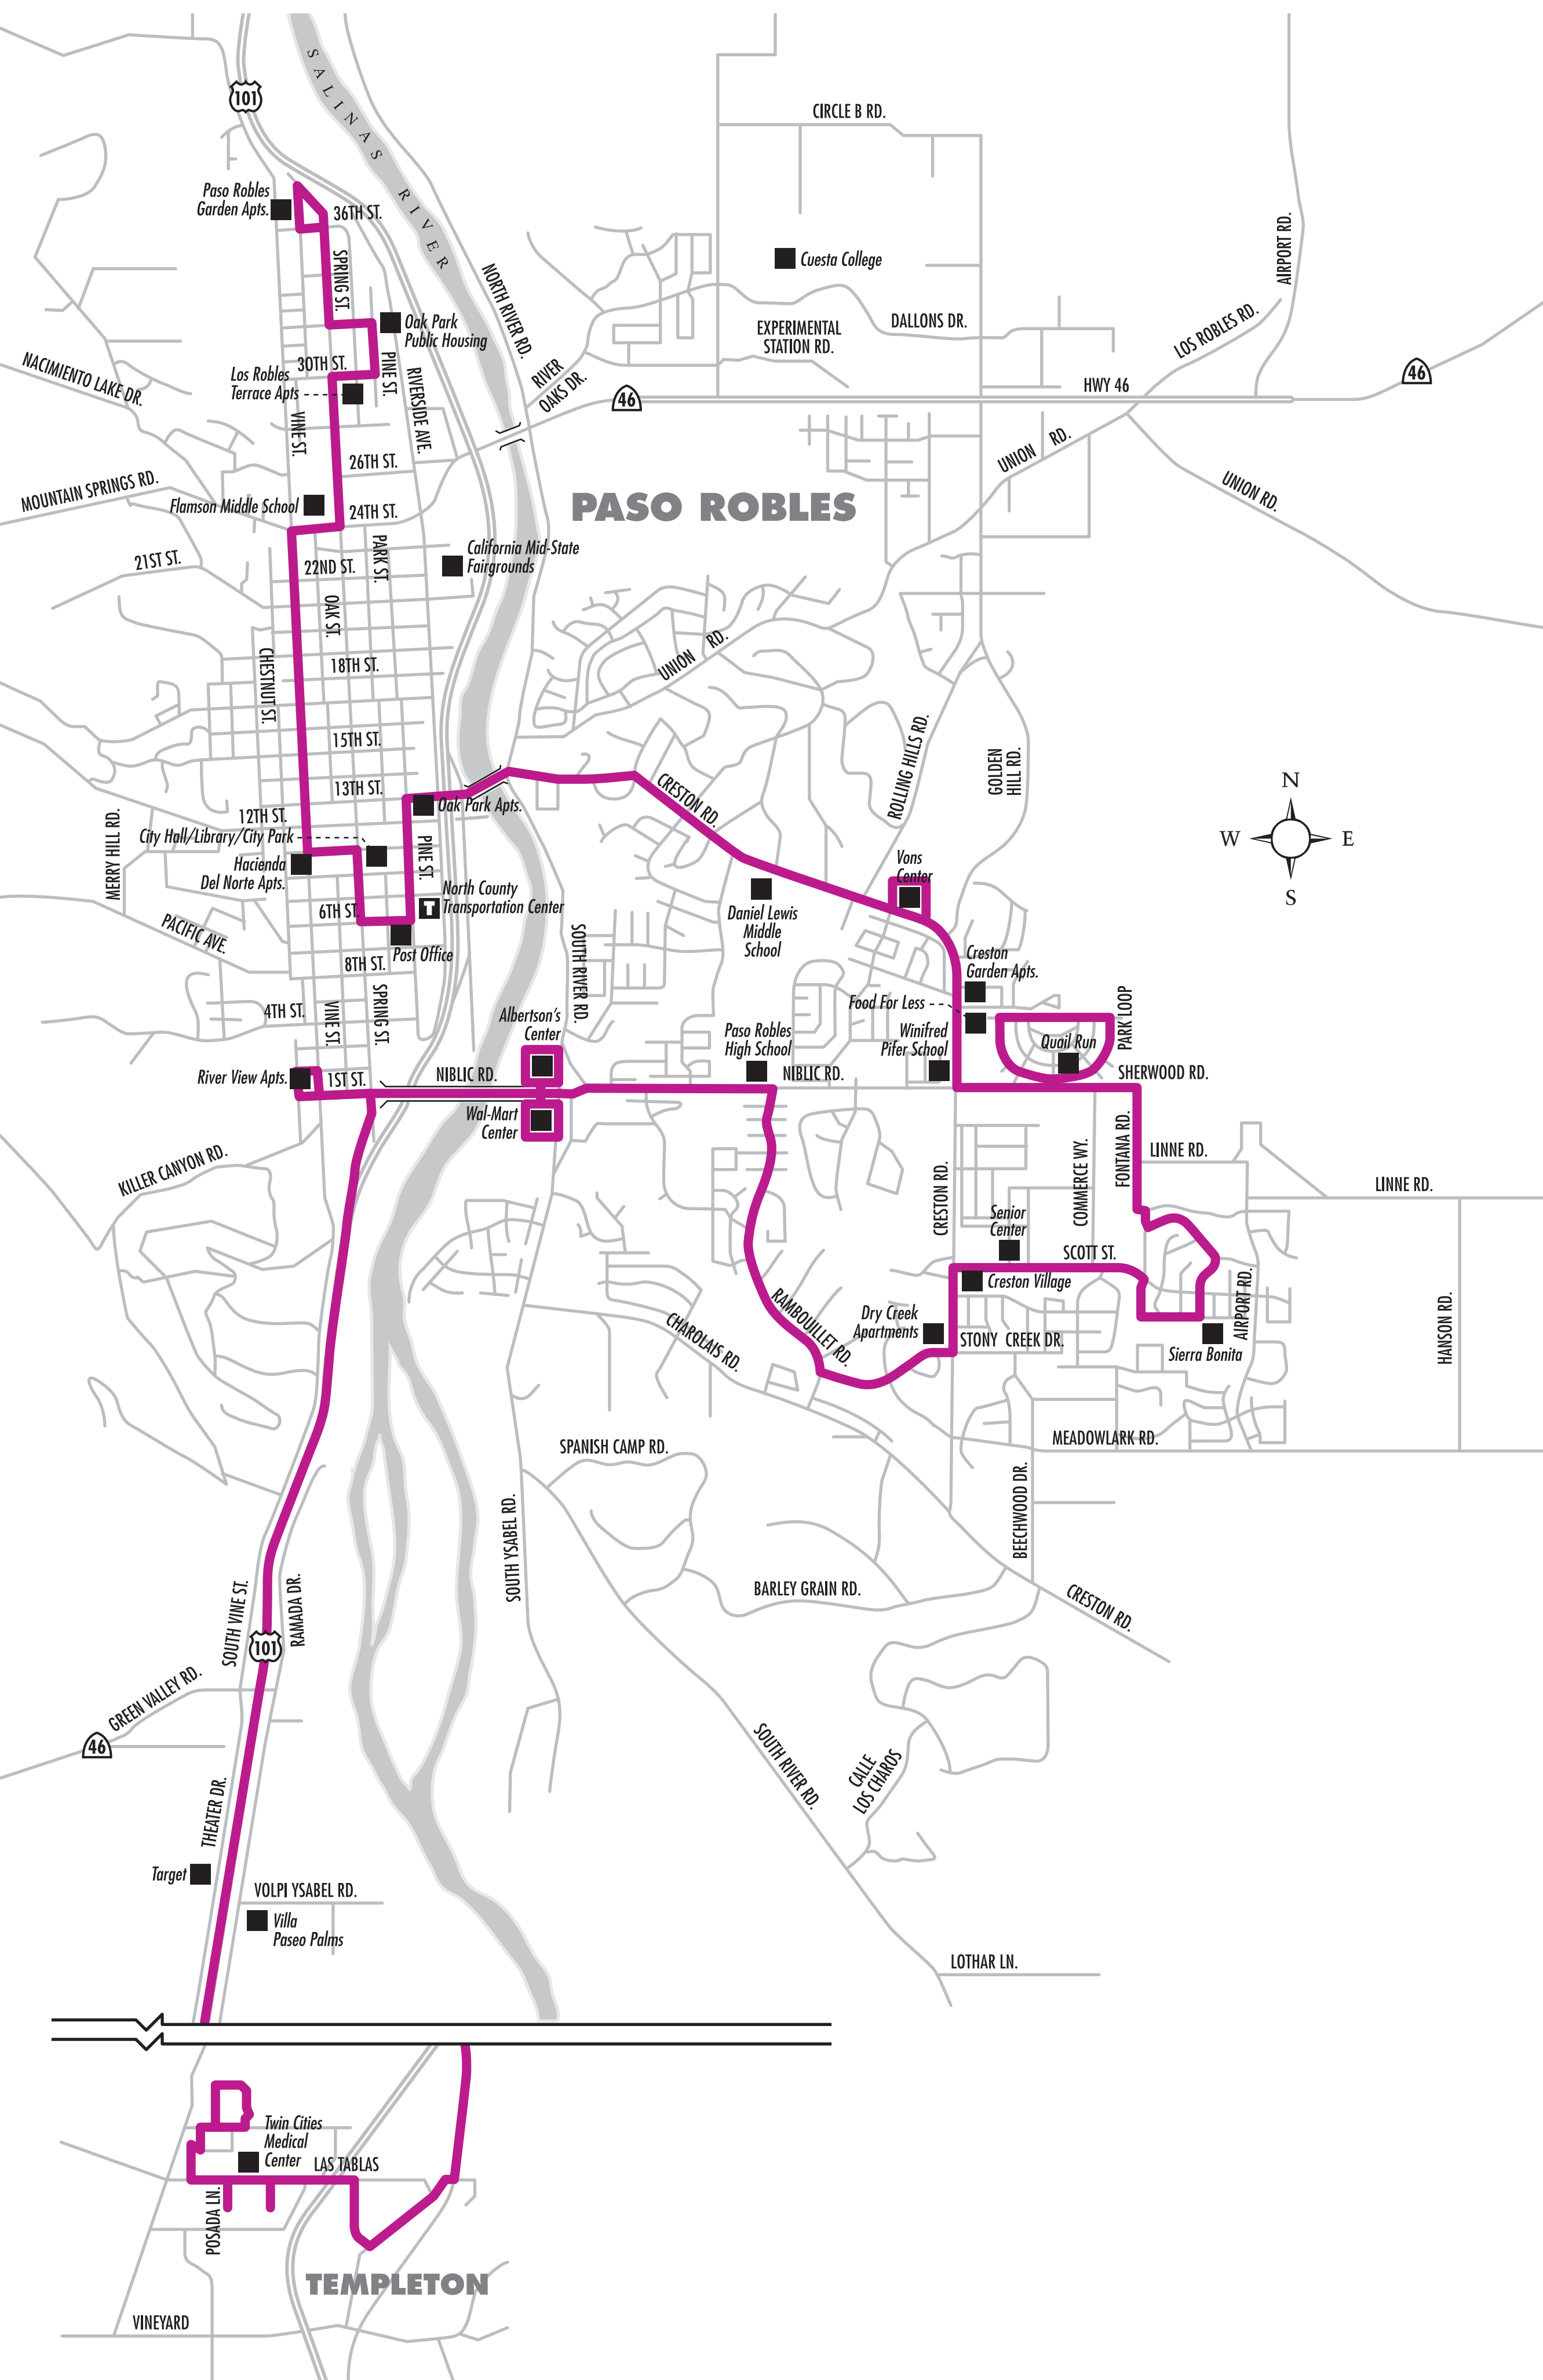 101
SALINAS RIVER
CIRCLE B RD.
Paso Robles
Garden Apts.
36TH ST.
SPRING ST.
NORTH RIVER RD.
Cuesta College
AIRPORT RD.
Oak Park
Public Housing
EXPERIMENTAL
STATION RD.
DALLONS DR.
LOS ROBLES RD.
NACIMIENTO LAKE DR.
30TH ST.
Los Robles
Terrace Apts
PINE ST.
RIVERSIDE AVE.
RIVER
OAKS DR.
46
HWY 46
46
VINE ST.
26TH ST.
UNION RD.
UNION RD.
MOUNTAIN SPRINGS RD.
Flamson Middle School
24TH ST.
PASO ROBLES
21ST ST.
22ND ST.
PARK ST.
California Mid-State
Fairgrounds
OAK ST.
18TH ST.
CHESTNUT ST.
UNION RD.
15TH ST.
13TH ST.
12TH ST.
Oak Park Apts.
CRESTON RD.
ROLLING HILLS RD.
GOLDEN
HILL RD.
N
W
E
S
MERRY HILL RD.
City Hall/Library/City Park
Hacienda
Del Norte Apts.
PINE ST.
Vons
Center
North County
Transportation Center
T
6TH ST.
PACIFIC AVE.
Post Office
8TH ST.
Daniel Lewis
Middle
School
SOUTH RIVER RD.
Creston
Garden Apts.
Food For Less
PARK LOOP
4TH ST.
VINE ST.
SPRING ST.
Albertson's
Center
Paso Robles
High School
Winifred
Pifer School
Quail Run
River View Apts.
1ST ST.
NIBLIC RD.
NIBLIC RD.
SHERWOOD RD.
Wal-Mart
Center
FONTANA RD.
LINNE RD.
LINNE RD.
KILLER CANYON RD.
CRESTON RD.
COMMERCE WY.
Senior
Center
SCOTT ST.
Creston Village
AIRPORT RD.
HANSON RD.
CHAROLAIS RD.
RAMBOUILLET RD.
Dry Creek
Apartments
STONY CREEK DR.
Sierra Bonita
SPANISH CAMP RD.
MEADOWLARK RD.
SOUTH YSABEL RD.
BEECHWOOD DR.
BARLEY GRAIN RD.
CRESTON RD.
SOUTH VINE ST.
RAMADA DR.
101
GREEN VALLEY RD.
46
SOUTH RIVER RD.
CALLE
LOS CHAROS
THEATER DR.
Target
VOLPI YSABEL RD.
Villa
Paseo Palms
LOTHAR LN.
Twin Cities
Medical
Center
LAS TABLAS
POSADA LN.
TEMPLETON
VINEYARD